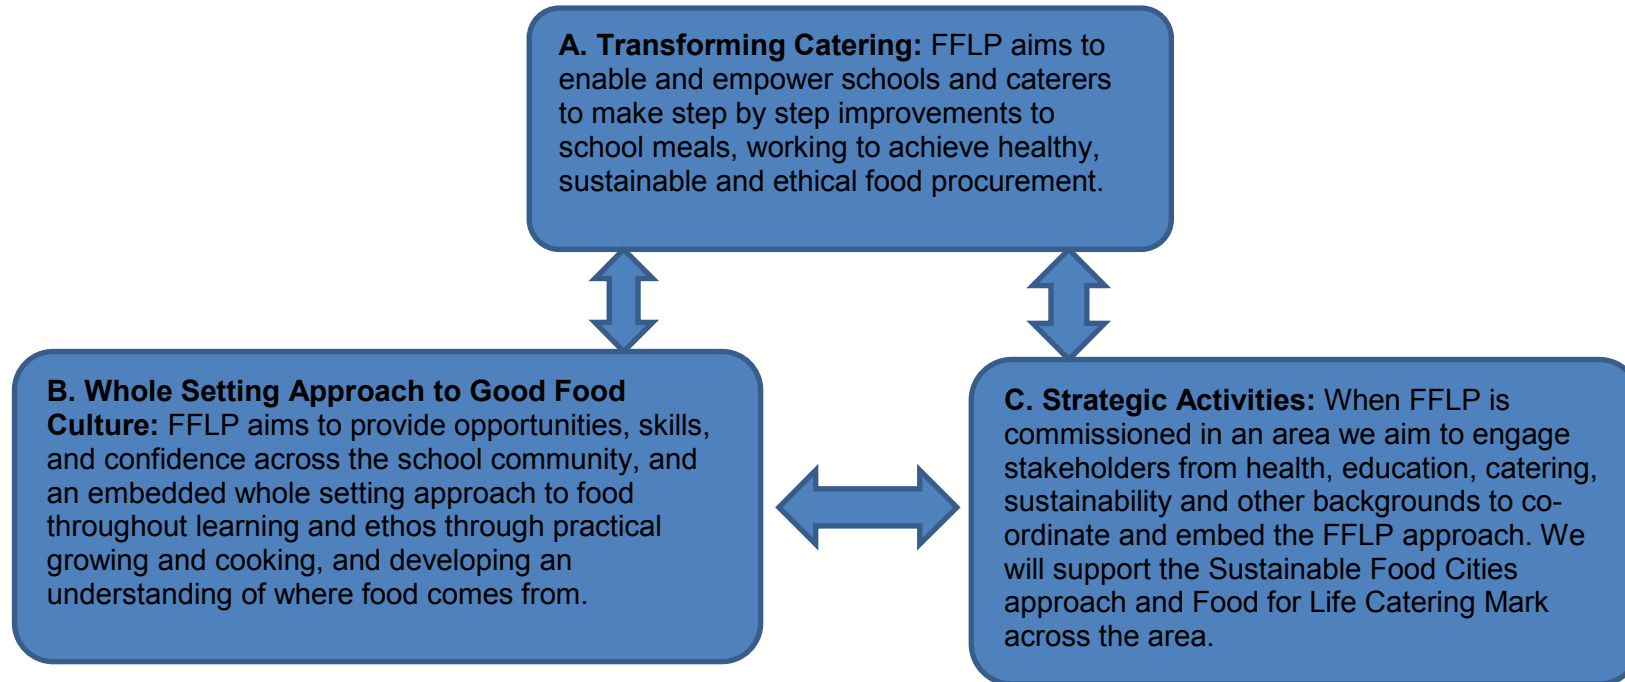 A. Transforming Catering: FFLP aims to
enable and empower schools and caterers
to make step by step improvements to
school meals, working to achieve healthy,
sustainable and ethical food procurement.
B. Whole Setting Approach to Good Food
Culture: FFLP aims to provide opportunities, skills,
and confidence across the school community, and
an embedded whole setting approach to food
throughout learning and ethos through practical
growing and cooking, and developing an
understanding of where food comes from.
C. Strategic Activities: When FFLP is
commissioned in an area we aim to engage
stakeholders from health, education, catering,
sustainability and other backgrounds to co-
ordinate and embed the FFLP approach. We
will support the Sustainable Food Cities
approach and Food for Life Catering Mark
across the area.